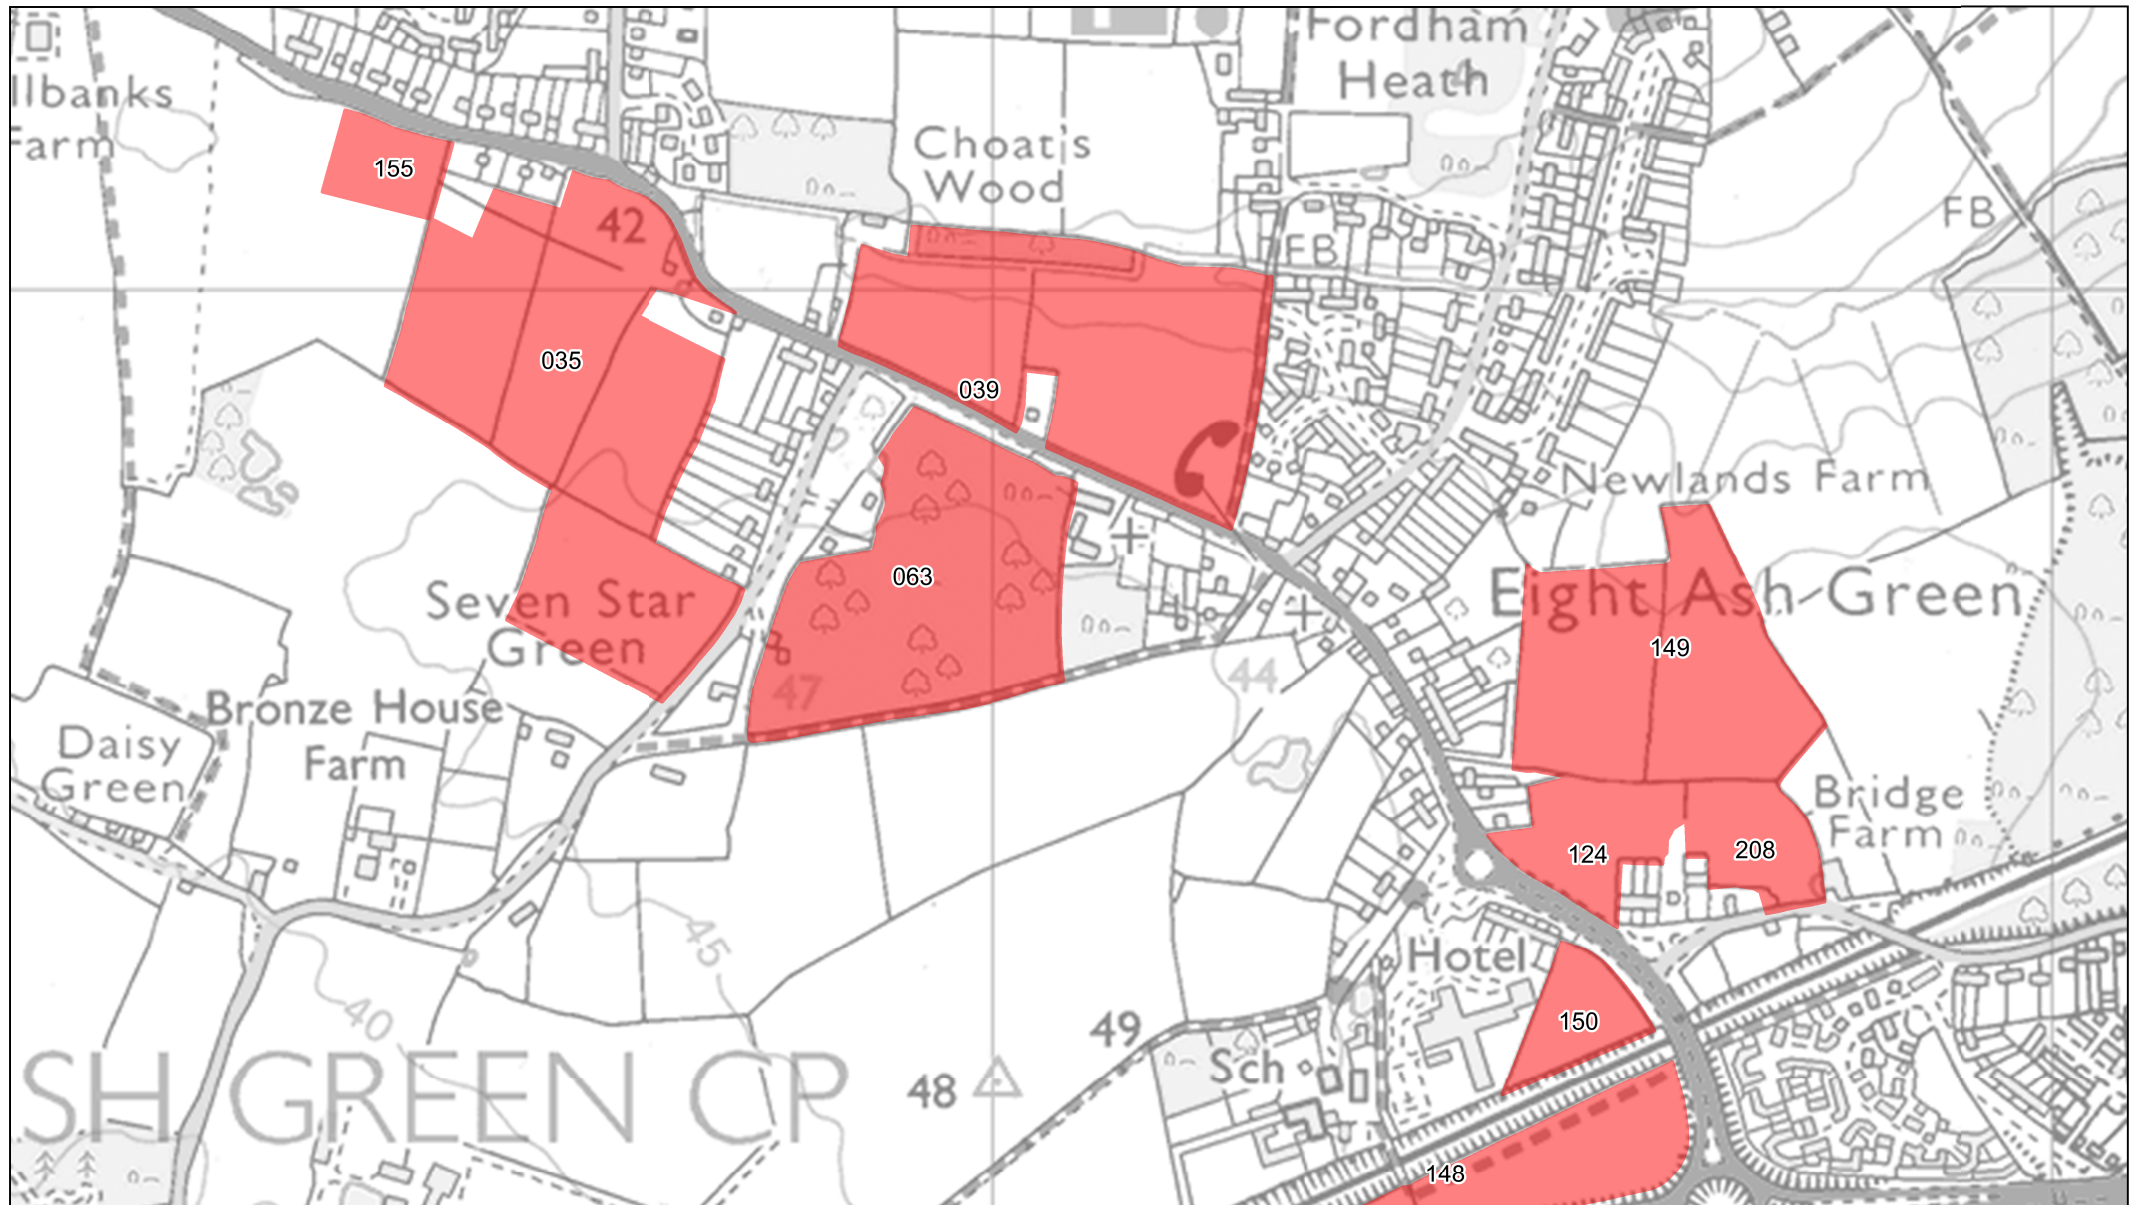 Fordham
Heath
llbanks
Farm
Choat's
Wood
155
42
FB
FB
035
039
Newlands Farm
063
Eight Ash Green
Seven Star
Green
149
44
47
Bronze House
Farm
Daisy
Green
Bridge
Farm
124
208
45
Hotel
40
150
49
Sch
48
SH GREEN CP
148